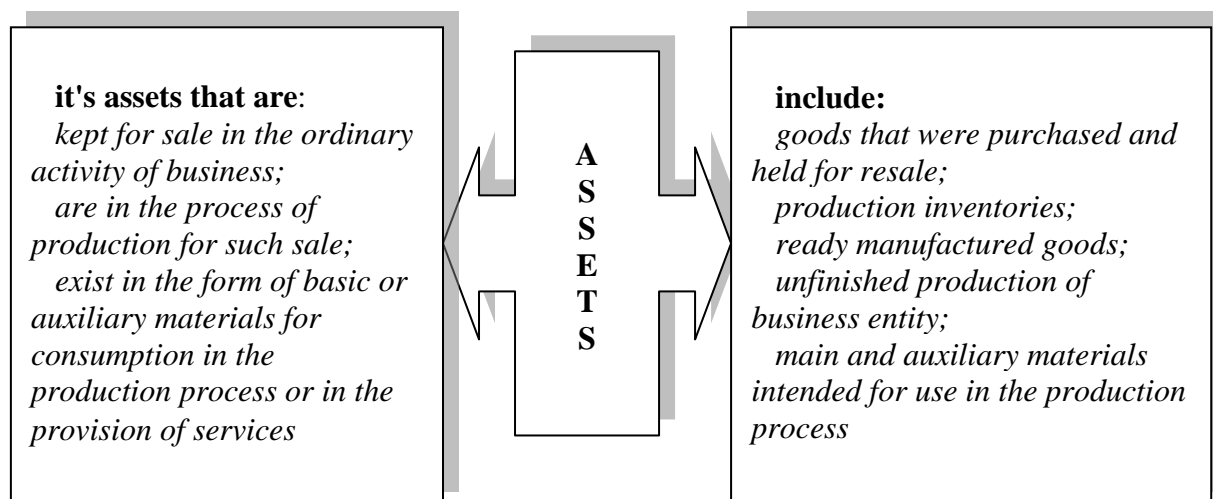 it's assets that are:
kept for sale in the ordinary
activity of business;
are in the process of
production for such sale;
exist in the form of basic or
auxiliary materials for
consumption in the
production process or in the
provision of services
A
S
S
E
T
S
include:
goods that were purchased and
held for resale;
production inventories;
ready manufactured goods;
unfinished production of
business entity;
main and auxiliary materials
intended for use in the production
process